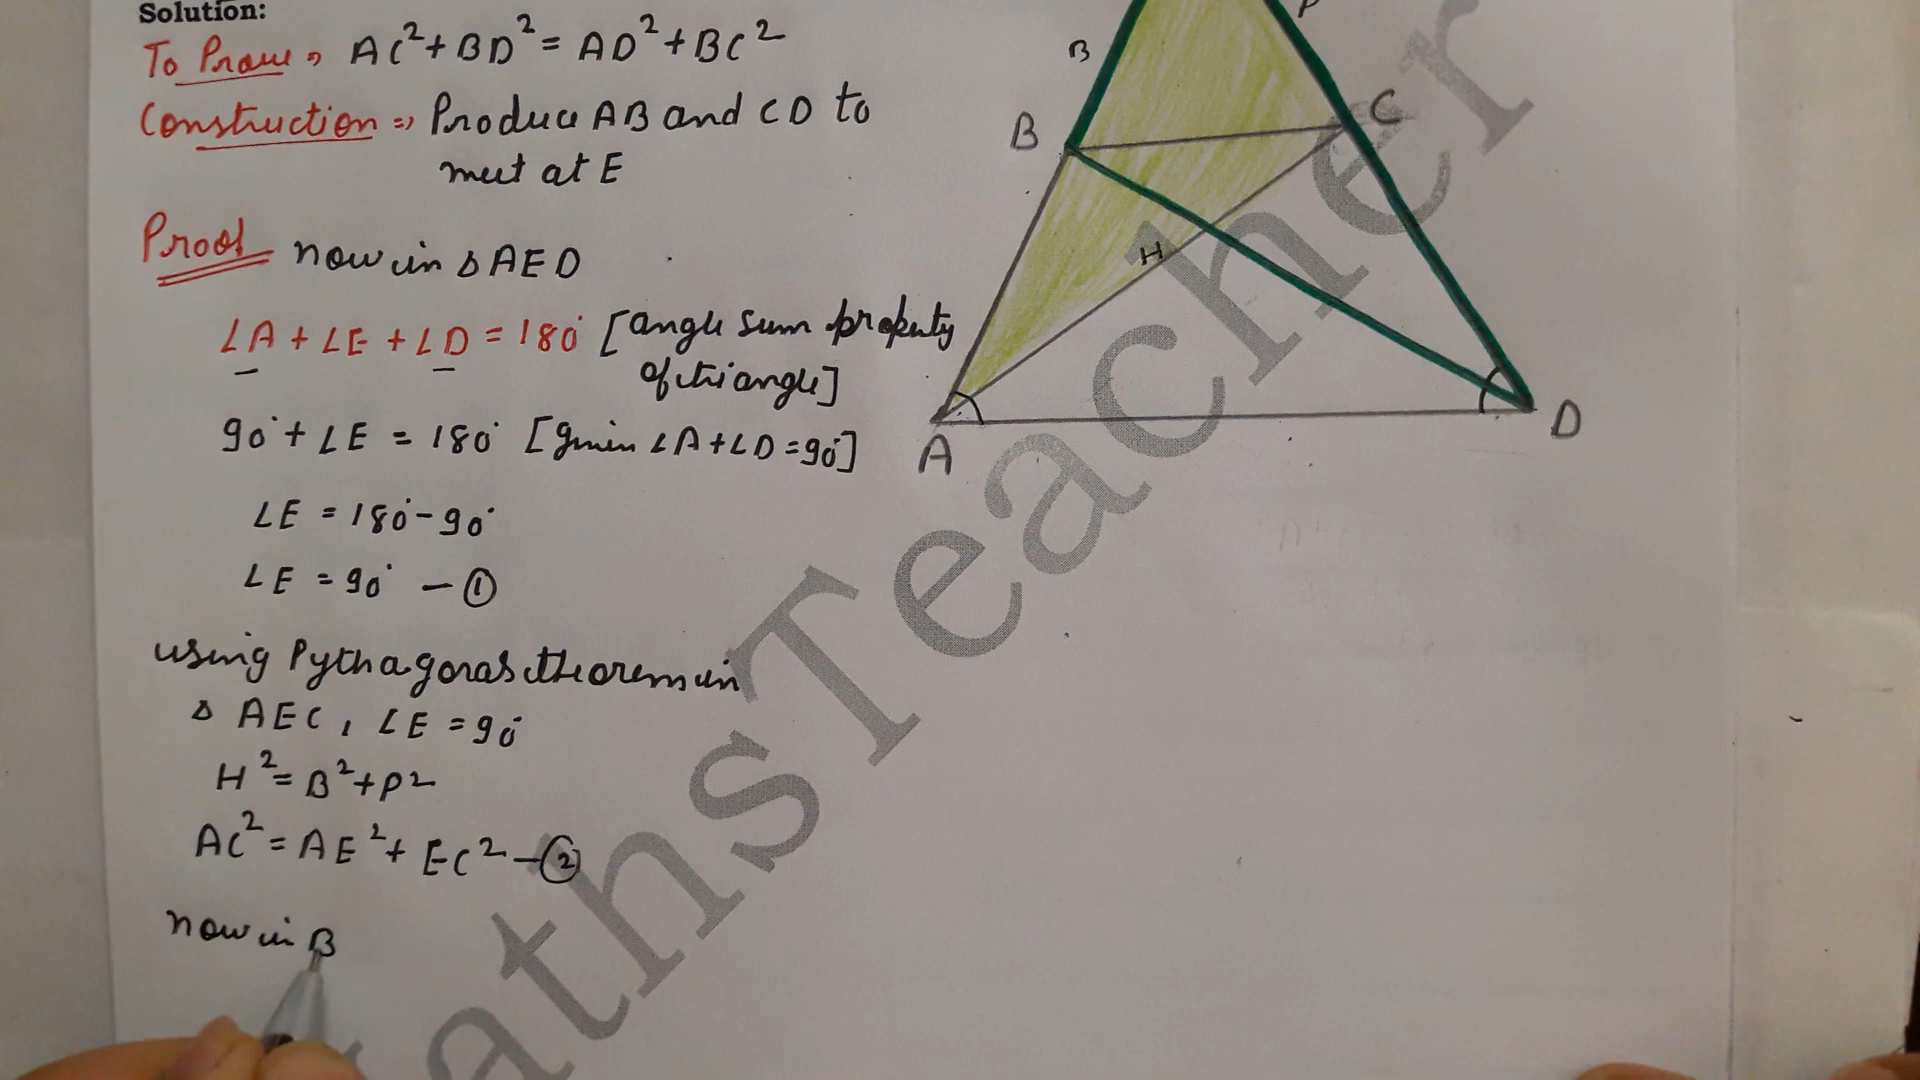 Solution:
To Prove ⇒ AC²+BD² = AD²+BC²
Construction ⇒ Produce AB and CD to
meet at E
Proof now in △ AED
∠A + ∠E + ∠D = 180° [angle sum property
of triangle]
90° + ∠E = 180° [given ∠A+∠D=90°]
∠E = 180° - 90°
∠E = 90° — ①
using Pythagoras theorem in
△ AEC, ∠E = 90°
H² = B² + P²
AC² = AE² + EC² — ②
now in B
P
B
B
C
H
A
D
athsTeacher